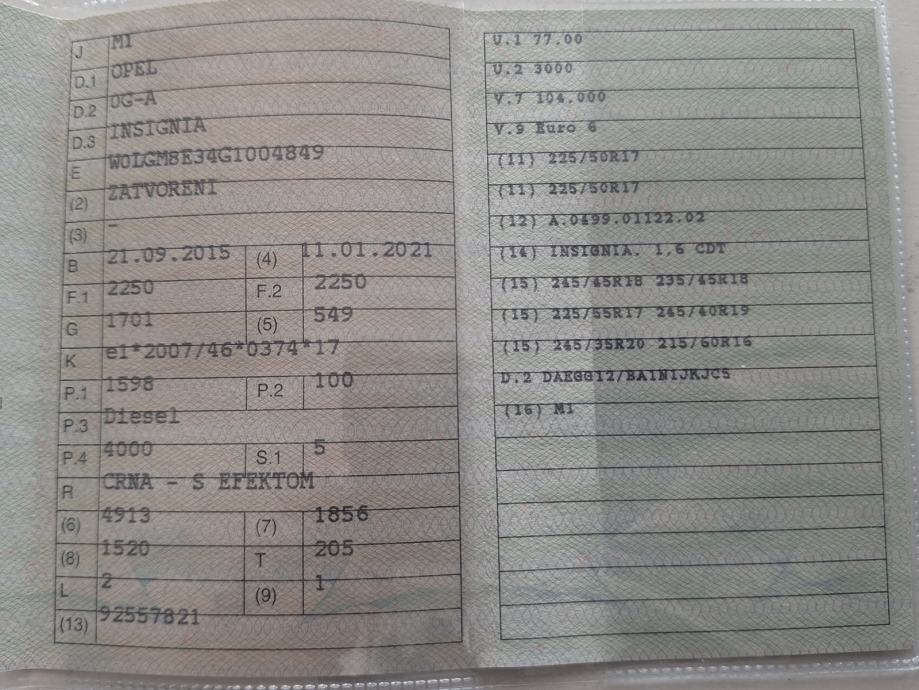 J M1
D.1 OPEL
D.2 OG-A
D.3 INSIGNIA
E W0LGM8E34G1004849
(2) ZATVORENI
(3) -
B 21.09.2015 (4) 11.01.2021
F.1 2250 F.2 2250
G 1701 (5) 549
K e1*2007/46*0374*17
P.1 1598 P.2 100
P.3 Diesel
P.4 4000 S.1 5
R CRNA - S EFEKTOM
(6) 4913 (7) 1856
(8) 1520 T 205
L 2 (9) 1
(13) 92557821
U.1 77.00
U.2 3000
V.7 104.000
V.9 Euro 6
(11) 225/50R17
(11) 225/50R17
(12) A.0499.01122.02
(14) INSIGNIA. 1,6 CDT
(15) 245/45R18 235/45R18
(15) 225/55R17 245/40R19
(15) 245/35R20 215/60R16
D.2 DAEGG12/BA1N1JKJC5
(16) M1